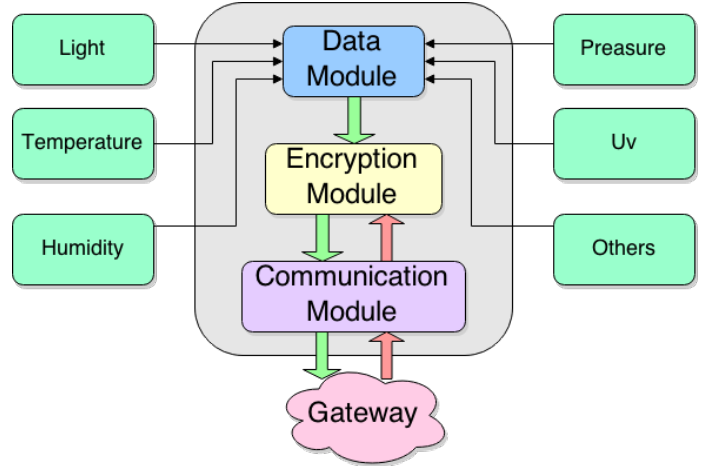 Light
Data
Module
Preasure
Temperature
Uv
Encryption
Module
Humidity
Others
Communication
Module
Gateway